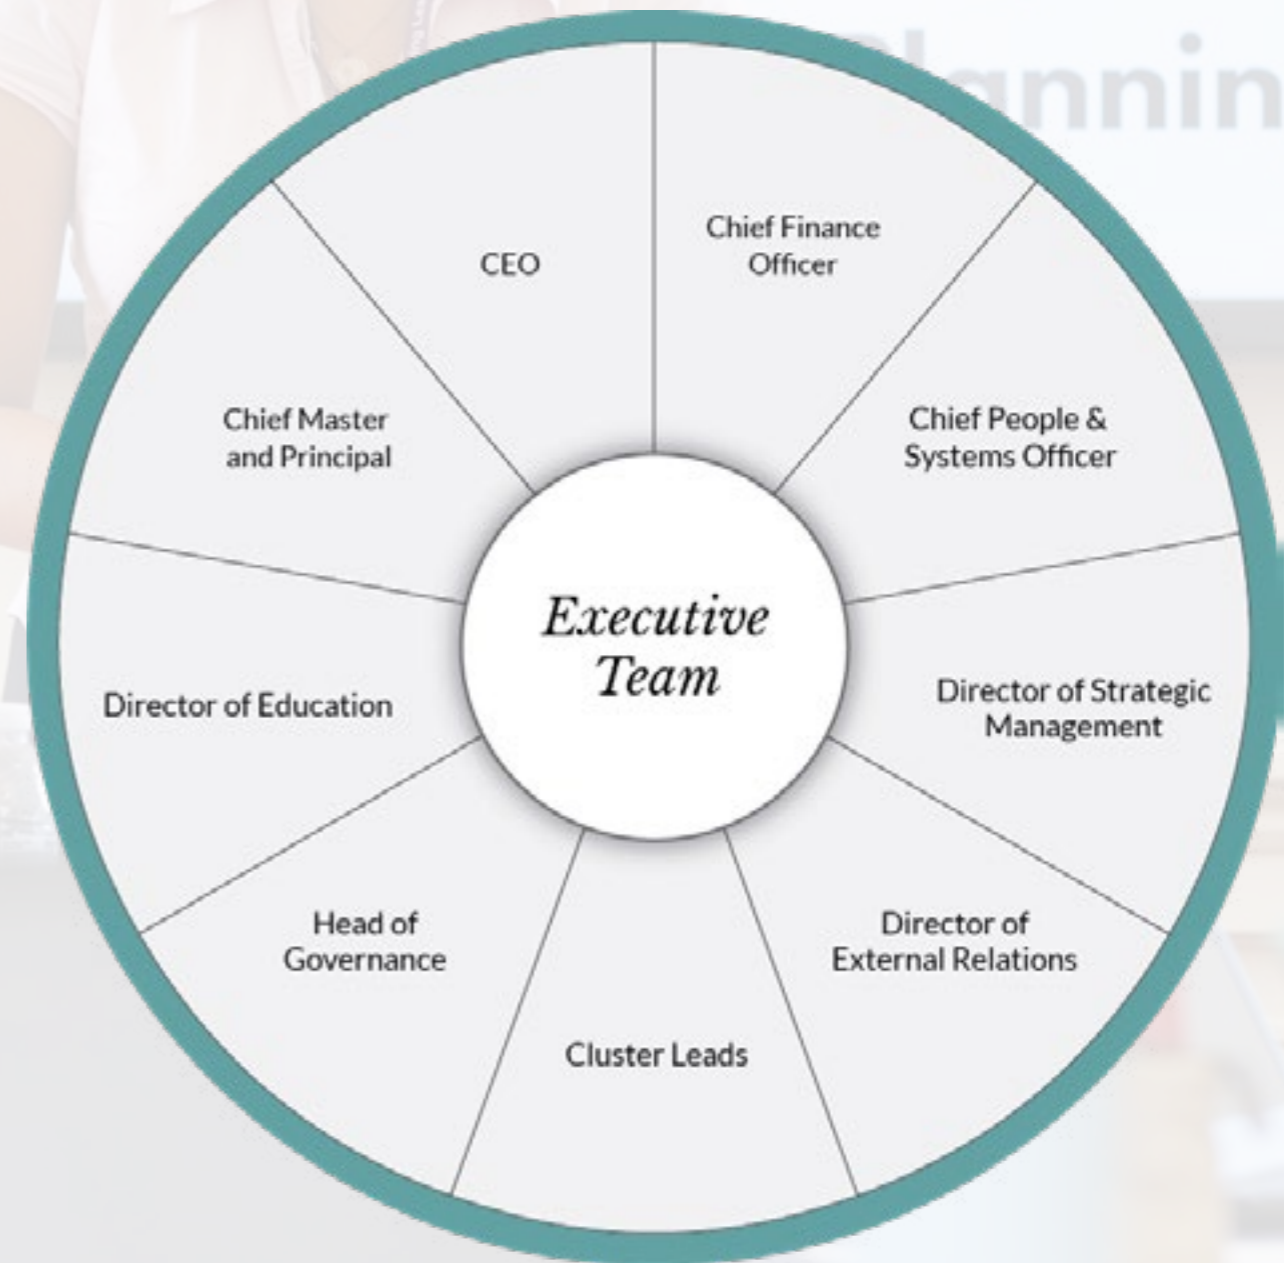 CEO
Chief Finance
Officer
Chief People &
Systems Officer
Director of Strategic
Management
Director of
External Relations
Cluster Leads
Head of
Governance
Director of Education
Chief Master
and Principal
Executive
Team